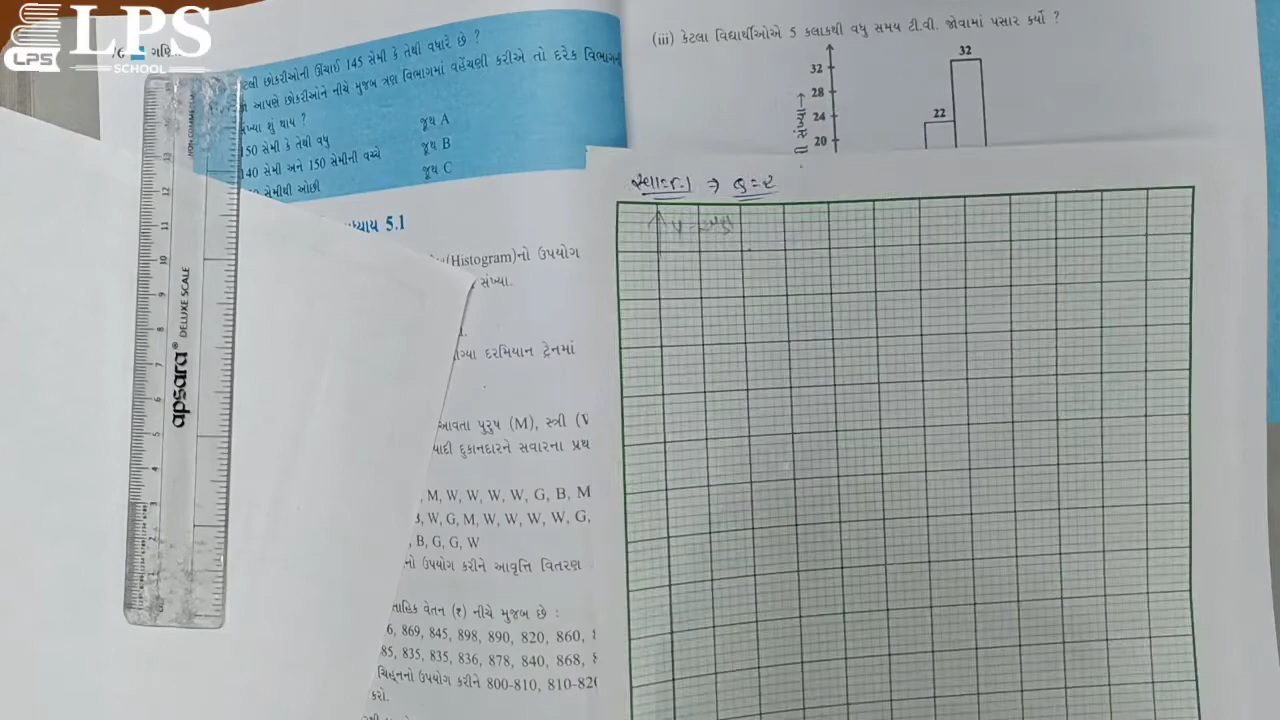 LPS
SCHOOL
LPS
76
ટલી છોકરીઓની ઊંચાઈ 145 સેમી કે તેથી વધારે છે ?
આપણે છોકરીઓને નીચે મુજબ ત્રણ વિભાગમાં વહેંચણી કરીએ તો દરેક
ખ્યા શું થાય ?
150 સેમી કે તેથી વધુ જૂથ A
140 સેમી અને 150 સેમીની વચ્ચે જૂથ B
સેમીથી ઓછી જૂથ C
5.1
(Histogram)નો ઉપયોગ
સંખ્યા.
દરમિયાન ટ્રેનમાં
આવતા પુરુષ (M), સ્ત્રી
દુકાનદારને સવારના
, M, W, W, W, W, G, B, M
, W, G, M, W, W, W, W, G,
, B, G, G, W
નો ઉપયોગ કરીને આવૃત્તિ વિતરણ
વેતન (₹) નીચે મુજબ છે :
6, 869, 845, 898, 890, 820, 860,
85, 835, 835, 836, 878, 840, 868,
ચિહ્નનો ઉપયોગ કરીને 800-810, 810-820
કરો.
apsara DELUXE SCALE
(iii) કેટલા વિદ્યાર્થીઓએ 5 કલાકથી વધુ સમય ટી.વી. જોવામાં પસાર કર્યો ?
32
32
28
22
24
20